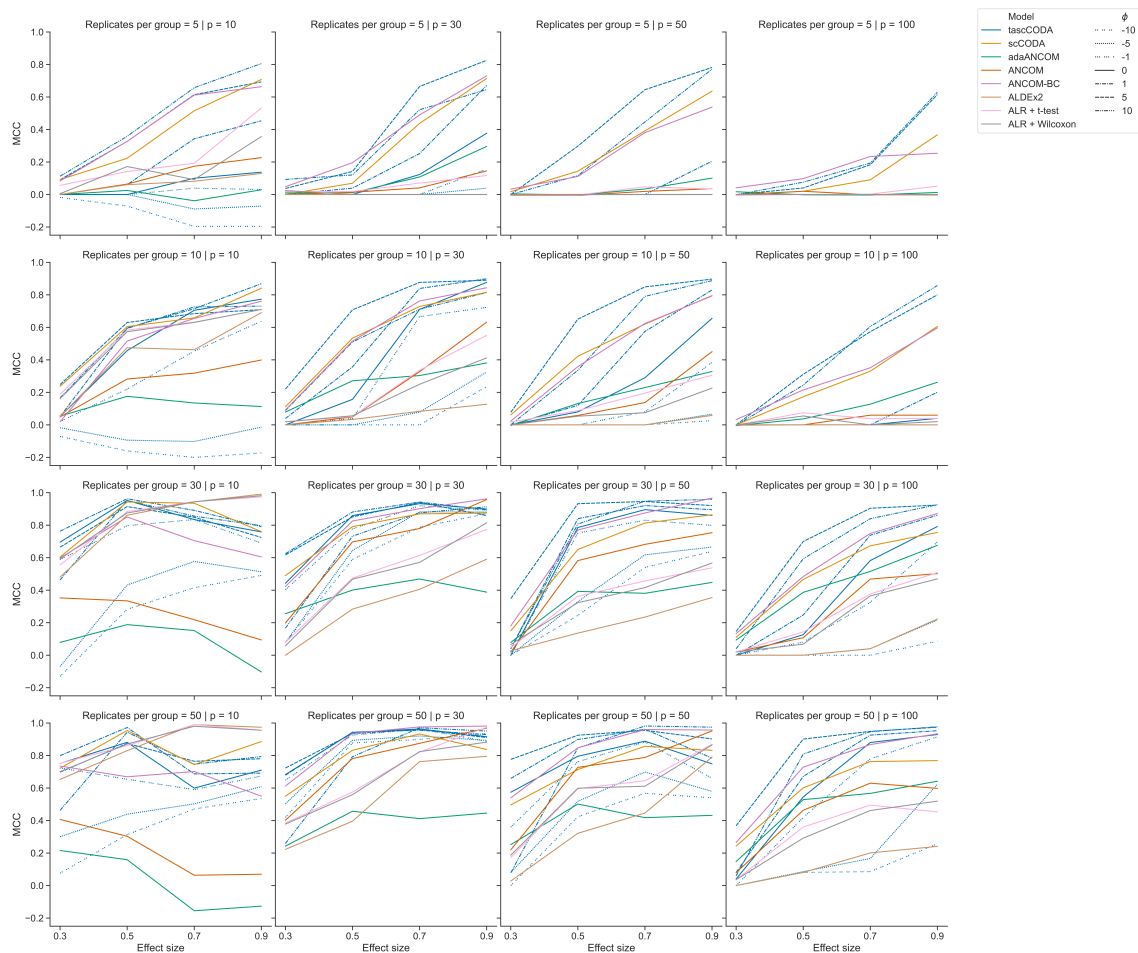 Replicates per group = 5 | p = 10
Replicates per group = 5 | p = 30
Replicates per group = 5 | p = 50
Replicates per group = 5 | p = 100
Model
ϕ
tascCODA
-10
scCODA
-5
adaANCOM
-1
ANCOM
0
ANCOM-BC
1
ALDEx2
5
ALR + t-test
10
ALR + Wilcoxon
MCC
1.0
0.8
0.6
0.4
0.2
0.0
−0.2
Replicates per group = 10 | p = 10
Replicates per group = 10 | p = 30
Replicates per group = 10 | p = 50
Replicates per group = 10 | p = 100
MCC
1.0
0.8
0.6
0.4
0.2
0.0
−0.2
Replicates per group = 30 | p = 10
Replicates per group = 30 | p = 30
Replicates per group = 30 | p = 50
Replicates per group = 30 | p = 100
MCC
1.0
0.8
0.6
0.4
0.2
0.0
−0.2
Replicates per group = 50 | p = 10
Replicates per group = 50 | p = 30
Replicates per group = 50 | p = 50
Replicates per group = 50 | p = 100
MCC
1.0
0.8
0.6
0.4
0.2
0.0
−0.2
0.3 0.5 0.7 0.9
0.3 0.5 0.7 0.9
0.3 0.5 0.7 0.9
0.3 0.5 0.7 0.9
Effect size
Effect size
Effect size
Effect size